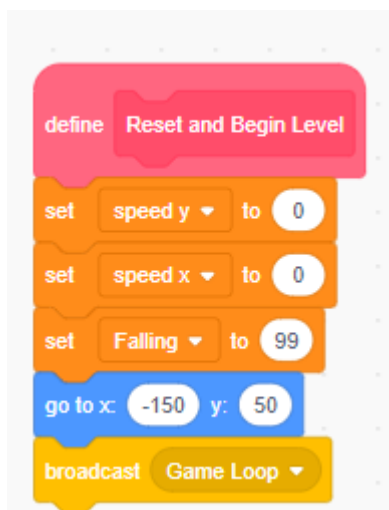 define Reset and Begin Level
set speed y to 0
set speed x to 0
set Falling to 99
go to x: -150 y: 50
broadcast Game Loop